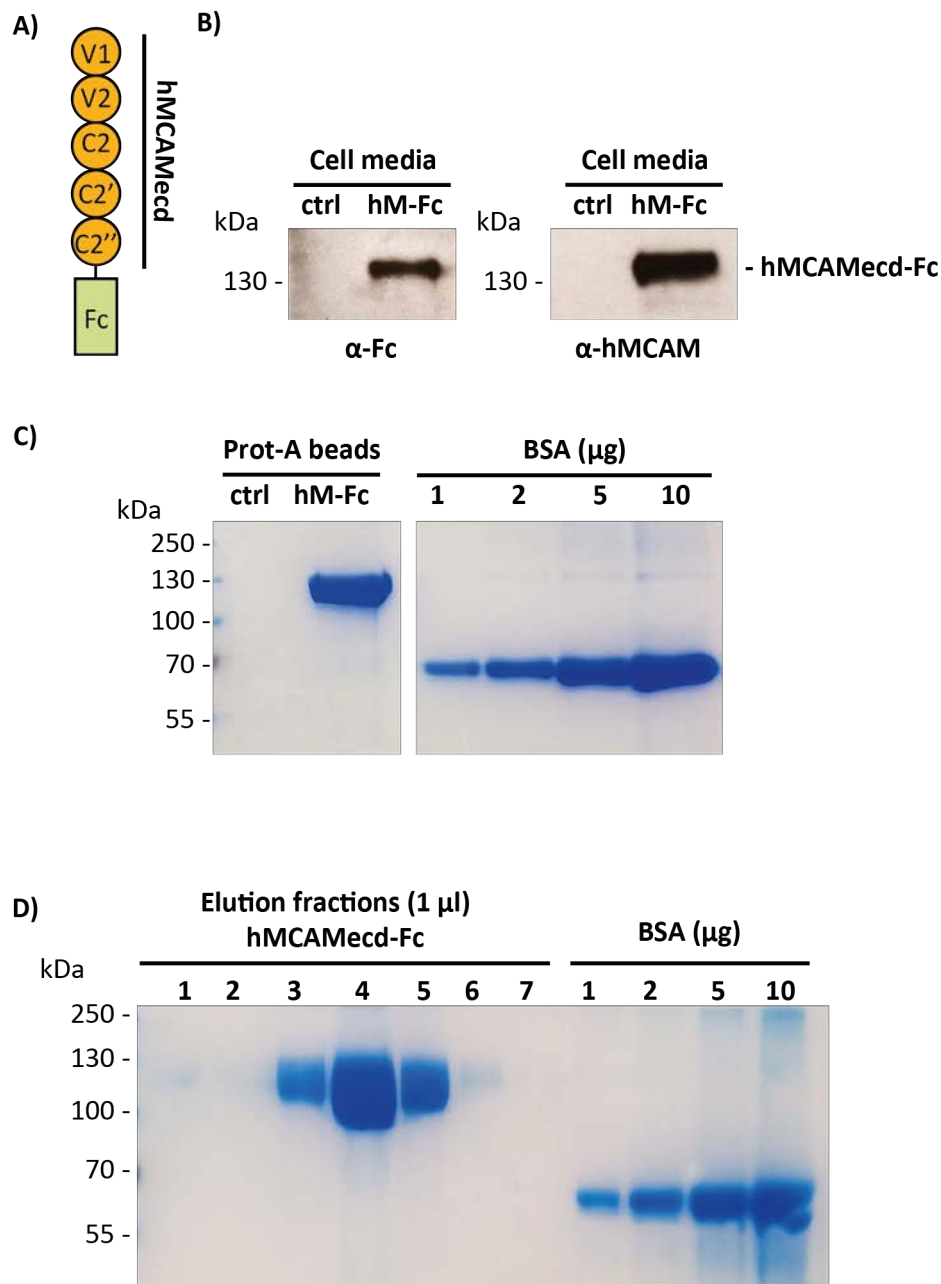 A)
V1
V2
C2
C2'
C2''
Fc
hMCAMecd
B)
Cell media
ctrl hM-Fc
kDa
130 -
α-Fc
Cell media
ctrl hM-Fc
kDa
130 -
- hMCAMecd-Fc
α-hMCAM
C)
Prot-A beads
ctrl hM-Fc
BSA (μg)
1 2 5 10
kDa
250 -
130 -
100 -
70 -
55 -
D)
Elution fractions (1 μl)
hMCAMecd-Fc
BSA (μg)
kDa
1 2 3 4 5 6 7 1 2 5 10
250 -
130 -
100 -
70 -
55 -